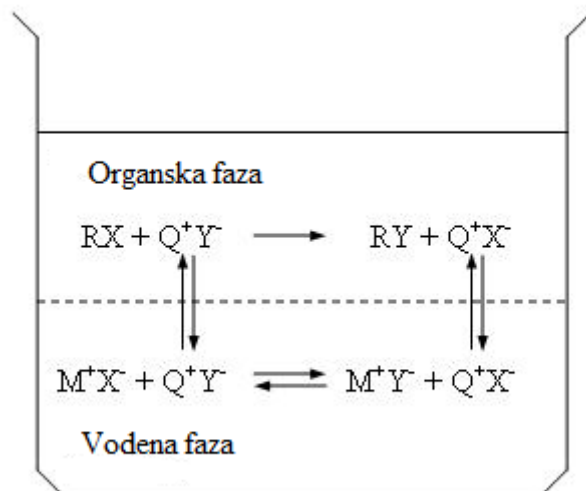 Organska faza
RX + Q⁺Y⁻ ⟶ RY + Q⁺X⁻
M⁺X⁻ + Q⁺Y⁻ ⇌ M⁺Y⁻ + Q⁺X⁻
Vodena faza